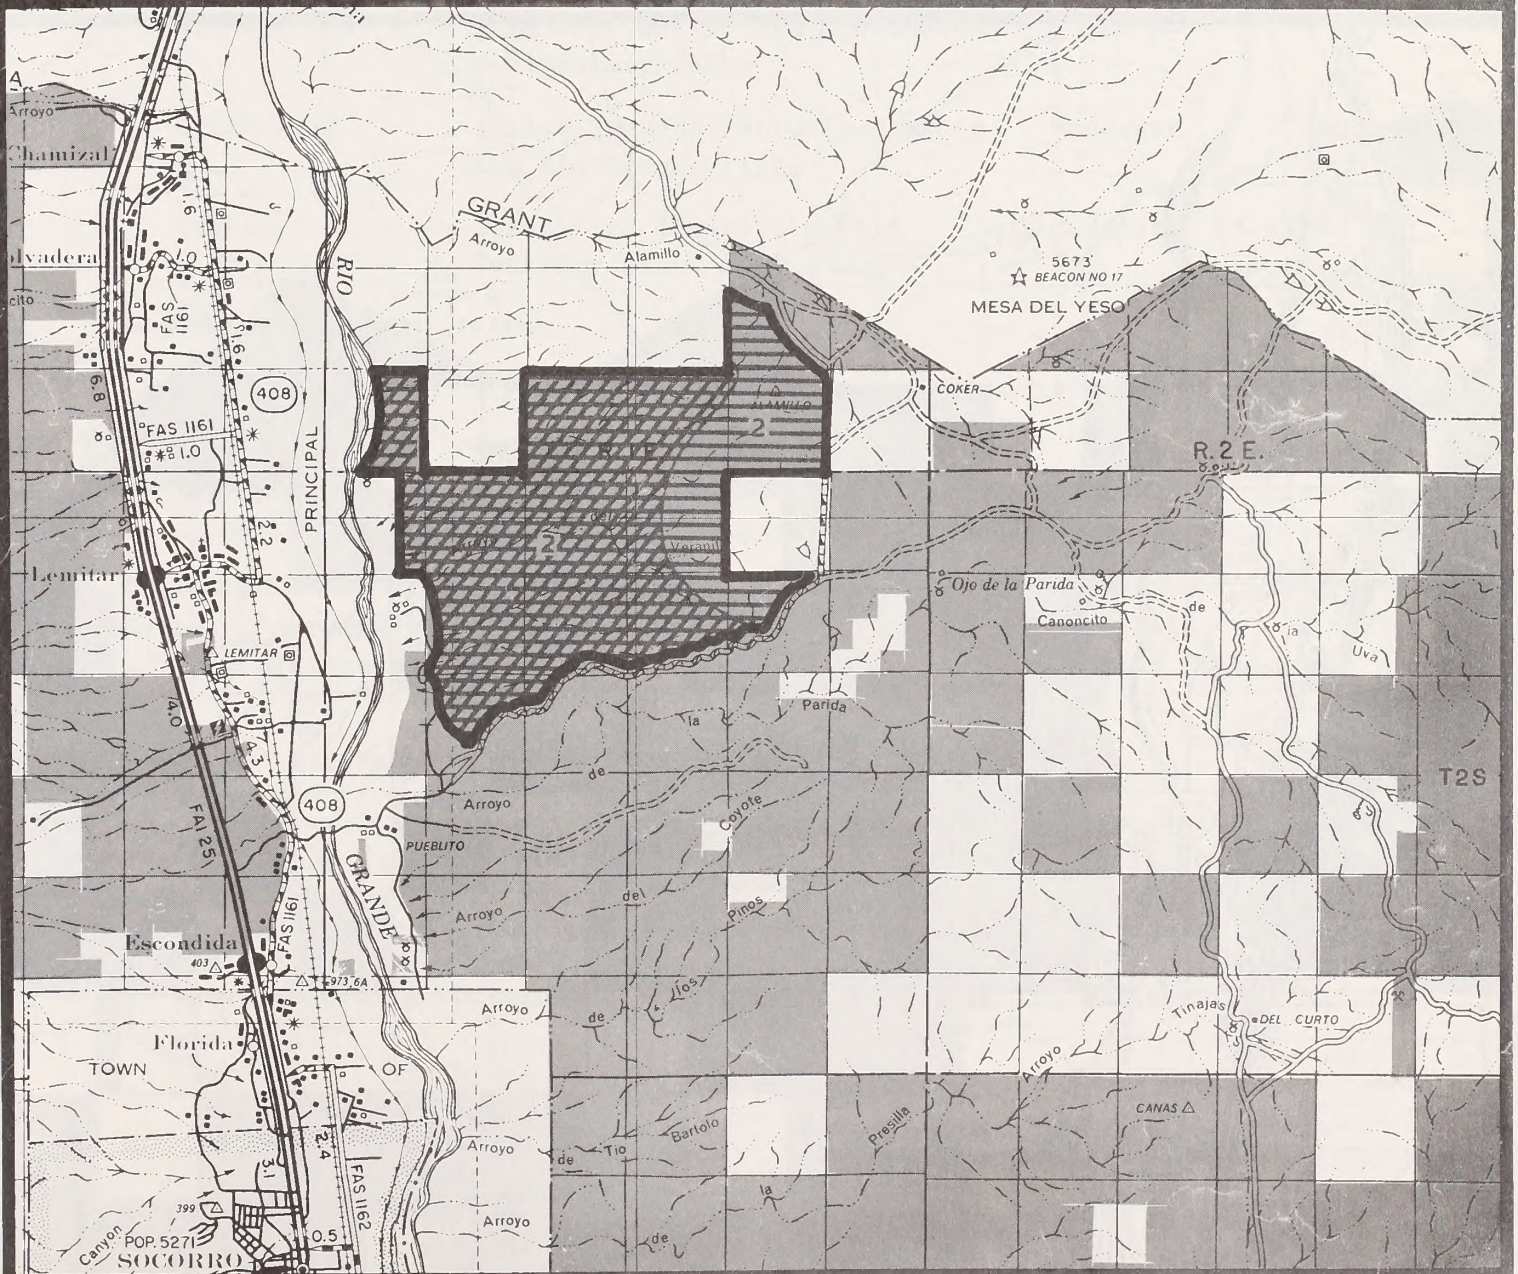 A
Arroyo
Chamizal
1.6
GRANT
Arroyo
Alamillo
RIO
olvadera
1.0
cito
FAS
1161
1.6
5673
BEACON NO 17
MESA DEL YESO
6.8
408
COKER
ALAMILLO
2
FAS 1161
1.0
PRINCIPAL
R. 1 E.
R. 2 E.
2.2
del
2
Lemitar
Ojo de la Parida
de
Canoncito
la
Uva
LEMITAR
4.0
Parida
la
4.3
de
T2S
408
Arroyo
Coyote
FAI 25
PUEBLITO
GRANDE
del
Pinos
Arroyo
FAS 1161
Escondida
403
973.6A
los
Arroyo
de
Tinajas
DEL CURTO
Florida
TOWN
OF
Arroyo
CANAS
Presilla
Bartolo
Tio
de
Arroyo
2.4
3.1
FAS 1162
la
399
Arroyo
Canyon
POP. 5271
SOCORRO
0.5
de